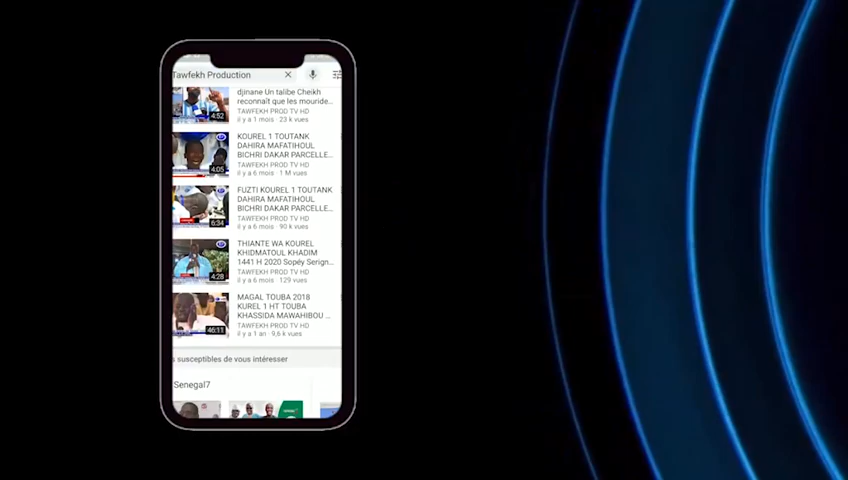 Tawfekh Production
djinane Un talibe Cheikh
reconnaît que les mouride...
TAWFEKH PROD TV HD
il y a 1 mois · 23 k vues
4:52
KOUREL 1 TOUTANK
DAHIRA MAFATIHOUL
BICHRI DAKAR PARCELLE...
TAWFEKH PROD TV HD
il y a 6 mois · 1 M vues
4:05
FUZTI KOUREL 1 TOUTANK
DAHIRA MAFATIHOUL
BICHRI DAKAR PARCELLE...
TAWFEKH PROD TV HD
il y a 6 mois · 90 k vues
6:34
THIANTE WA KOUREL
KHIDMATOUL KHADIM
1441 H 2020 Sopéy Serign...
TAWFEKH PROD TV HD
il y a 6 mois · 129 vues
4:28
MAGAL TOUBA 2018
KUREL 1 HT TOUBA
KHASSIDA MAWAHIBOU ...
TAWFEKH PROD TV HD
il y a 1 an · 9,6 k vues
46:11
s susceptibles de vous intéresser
Senegal7